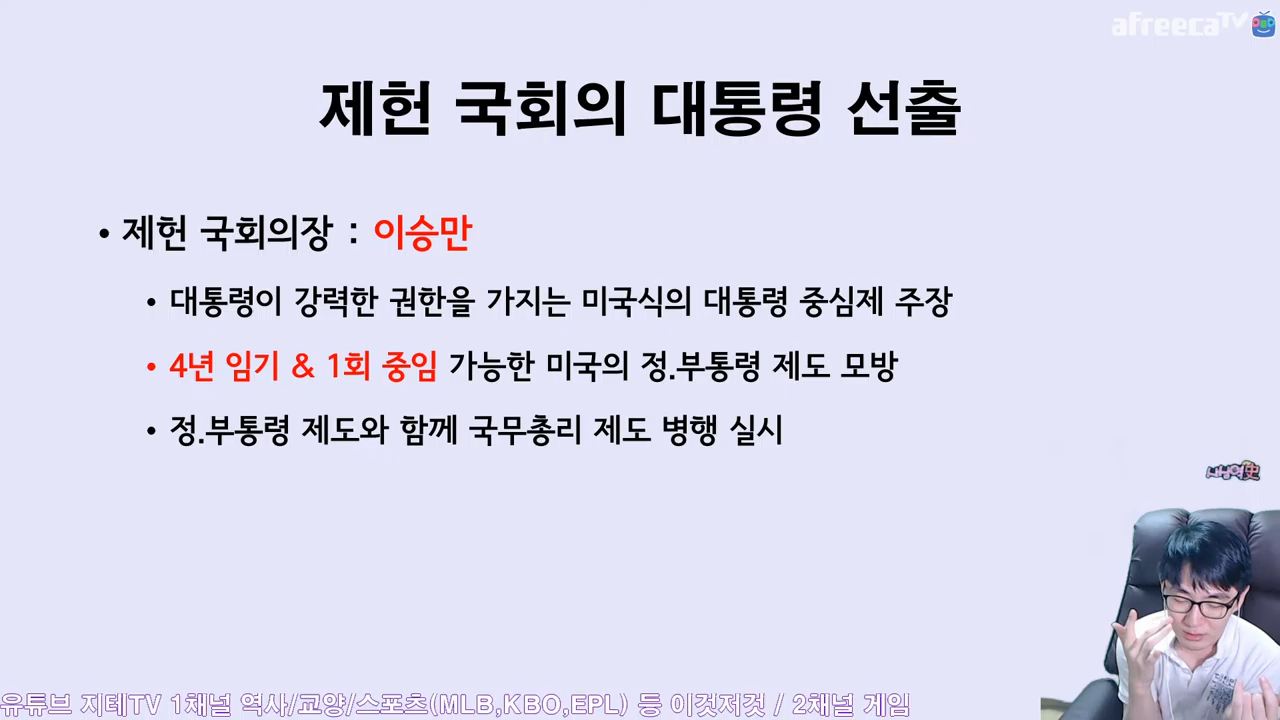 afreecaTV
제헌 국회의 대통령 선출
• 제헌 국회의장 : 이승만
• 대통령이 강력한 권한을 가지는 미국식의 대통령 중심제 주장
• 4년 임기 & 1회 중임 가능한 미국의 정.부통령 제도 모방
• 정.부통령 제도와 함께 국무총리 제도 병행 실시
유튜브 지테TV 1채널 역사/교양/스포츠(MLB,KBO,EPL) 등 이것저것 / 2채널 게임